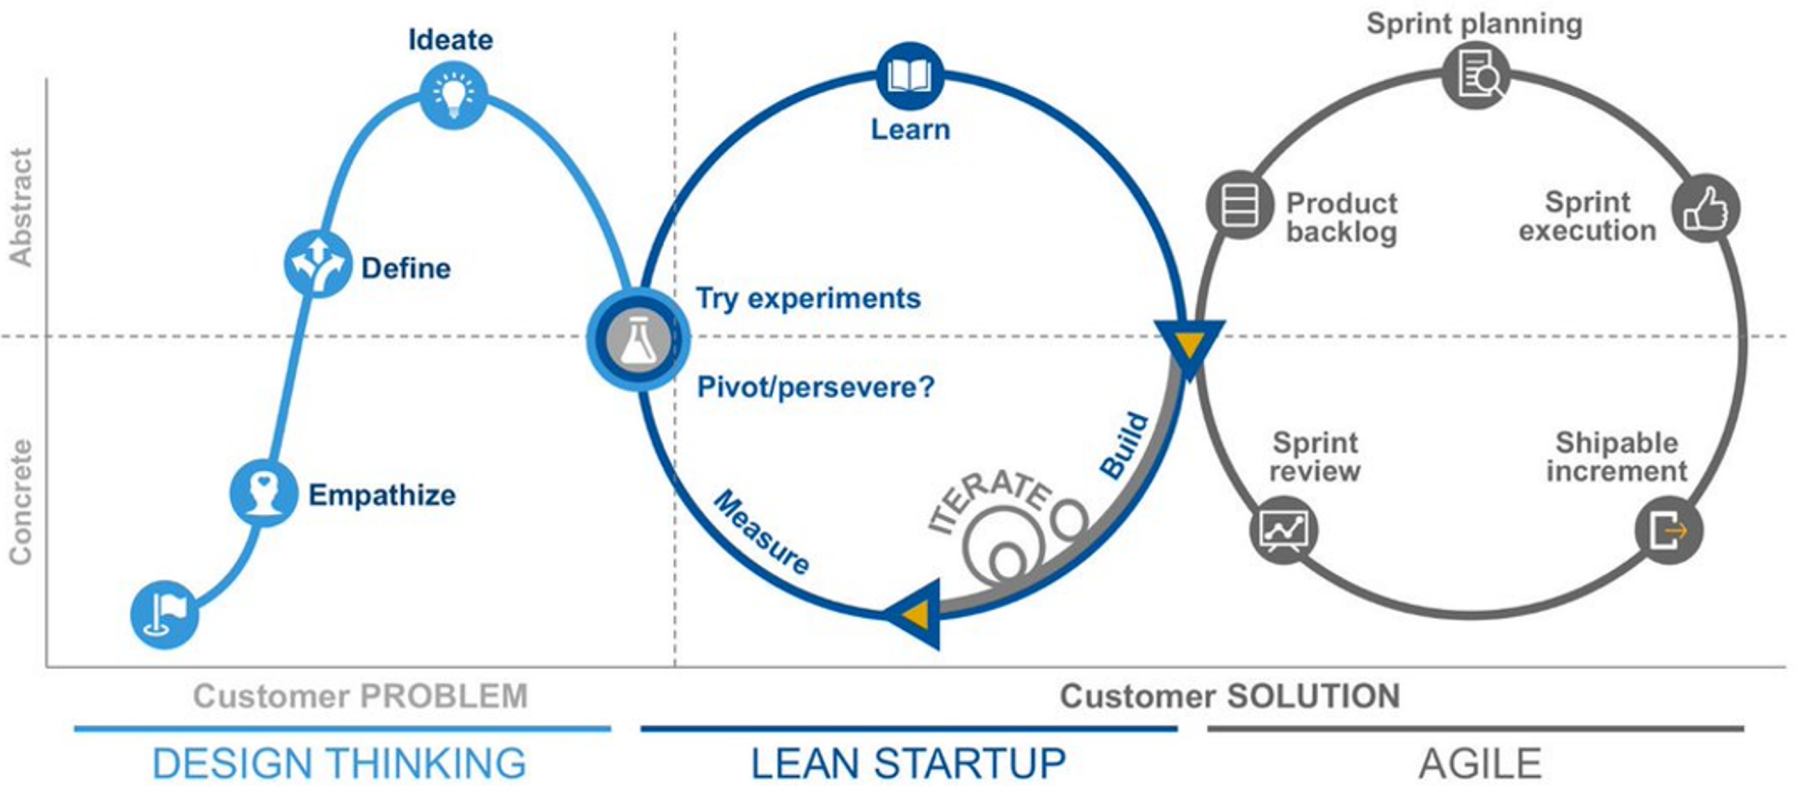 Ideate
Define
Empathize
Abstract
Concrete
Learn
Try experiments
Pivot/persevere?
Measure
ITERATE
Build
Sprint planning
Product
backlog
Sprint
execution
Sprint
review
Shipable
increment
Customer PROBLEM
Customer SOLUTION
DESIGN THINKING
LEAN STARTUP
AGILE